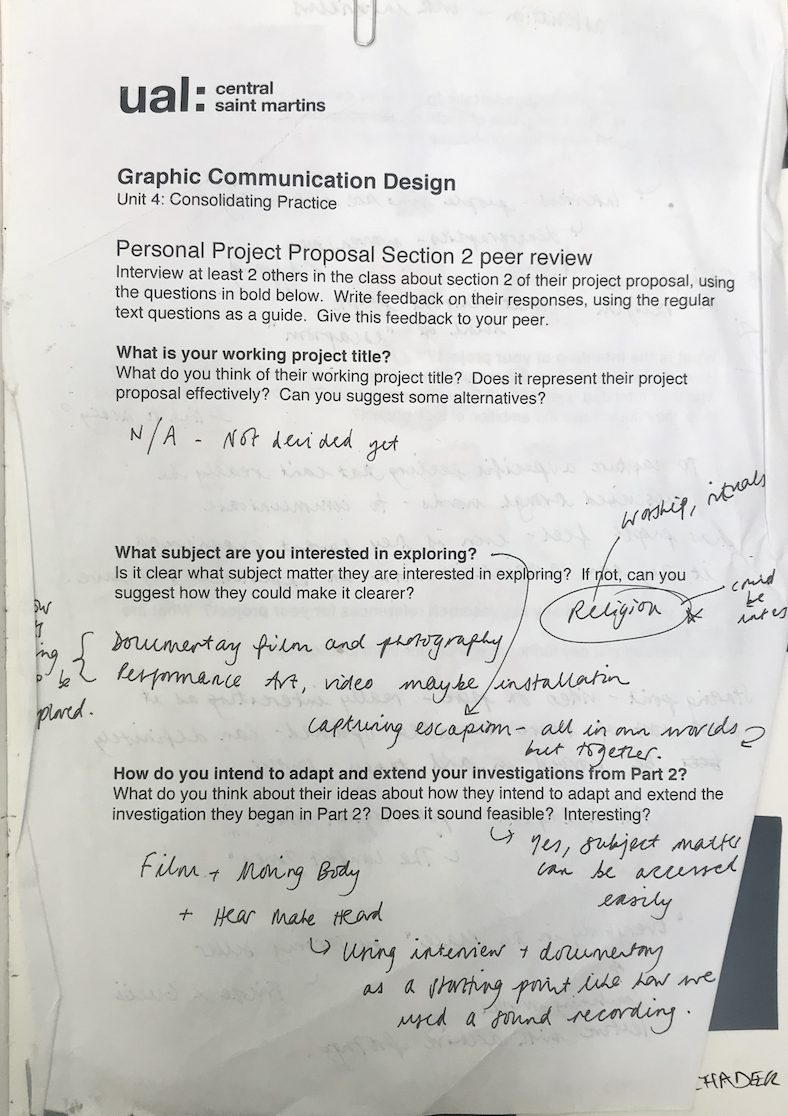 ual: central
saint martins
Graphic Communication Design
Unit 4: Consolidating Practice
Personal Project Proposal Section 2 peer review
Interview at least 2 others in the class about section 2 of their project proposal, using
the questions in bold below. Write feedback on their responses, using the regular
text questions as a guide. Give this feedback to your peer.
What is your working project title?
What do you think of their working project title? Does it represent their project
proposal effectively? Can you suggest some alternatives?
N/A - Not decided yet
Worship, rituals
What subject are you interested in exploring?
Is it clear what subject matter they are interested in exploring? If not, can you
suggest how they could make it clearer?
Religion
could
be
Documentary film and photography
Performance Art, video maybe installation
capturing escapism - all in own worlds
but together.
How do you intend to adapt and extend your investigations from Part 2?
What do you think about their ideas about how they intend to adapt and extend the
investigation they began in Part 2? Does it sound feasible? Interesting?
Yes, subject matter
can be accessed
easily
Film + Moving Body
+ Hear Make Heard
Using interview + documentary
as a starting point like how we
used a sound recording.